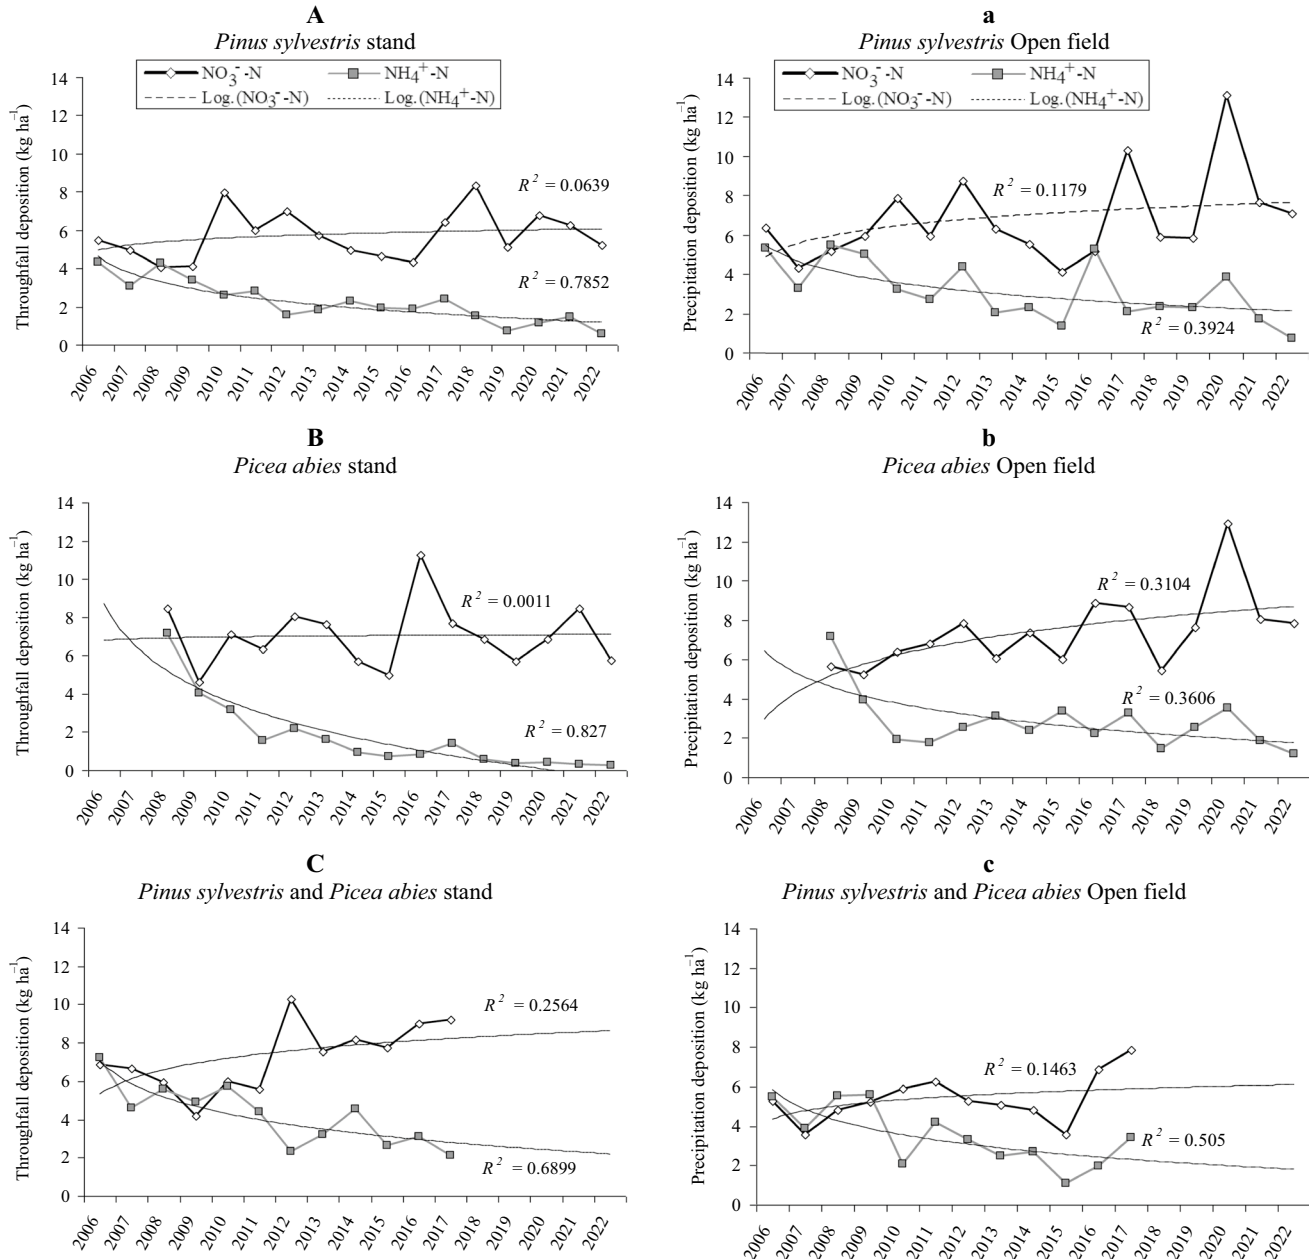 A
Pinus sylvestris stand
NO3⁻-N
NH4⁺-N
Log.(NO3⁻-N)
Log.(NH4⁺-N)
Throughfall deposition (kg ha⁻¹)
14
12
10
8
6
4
2
0
R² = 0.0639
R² = 0.7852
2006 2007 2008 2009 2010 2011 2012 2013 2014 2015 2016 2017 2018 2019 2020 2021 2022
a
Pinus sylvestris Open field
NO3⁻-N
NH4⁺-N
Log.(NO3⁻-N)
Log.(NH4⁺-N)
Precipitation deposition (kg ha⁻¹)
14
12
10
8
6
4
2
0
R² = 0.1179
R² = 0.3924
2006 2007 2008 2009 2010 2011 2012 2013 2014 2015 2016 2017 2018 2019 2020 2021 2022
B
Picea abies stand
Throughfall deposition (kg ha⁻¹)
14
12
10
8
6
4
2
0
R² = 0.0011
R² = 0.827
2006 2007 2008 2009 2010 2011 2012 2013 2014 2015 2016 2017 2018 2019 2020 2021 2022
b
Picea abies Open field
Precipitation deposition (kg ha⁻¹)
14
12
10
8
6
4
2
0
R² = 0.3104
R² = 0.3606
2006 2007 2008 2009 2010 2011 2012 2013 2014 2015 2016 2017 2018 2019 2020 2021 2022
C
Pinus sylvestris and Picea abies stand
Throughfall deposition (kg ha⁻¹)
14
12
10
8
6
4
2
0
R² = 0.2564
R² = 0.6899
2006 2007 2008 2009 2010 2011 2012 2013 2014 2015 2016 2017 2018 2019 2020 2021 2022
c
Pinus sylvestris and Picea abies Open field
Precipitation deposition (kg ha⁻¹)
14
12
10
8
6
4
2
0
R² = 0.1463
R² = 0.505
2006 2007 2008 2009 2010 2011 2012 2013 2014 2015 2016 2017 2018 2019 2020 2021 2022